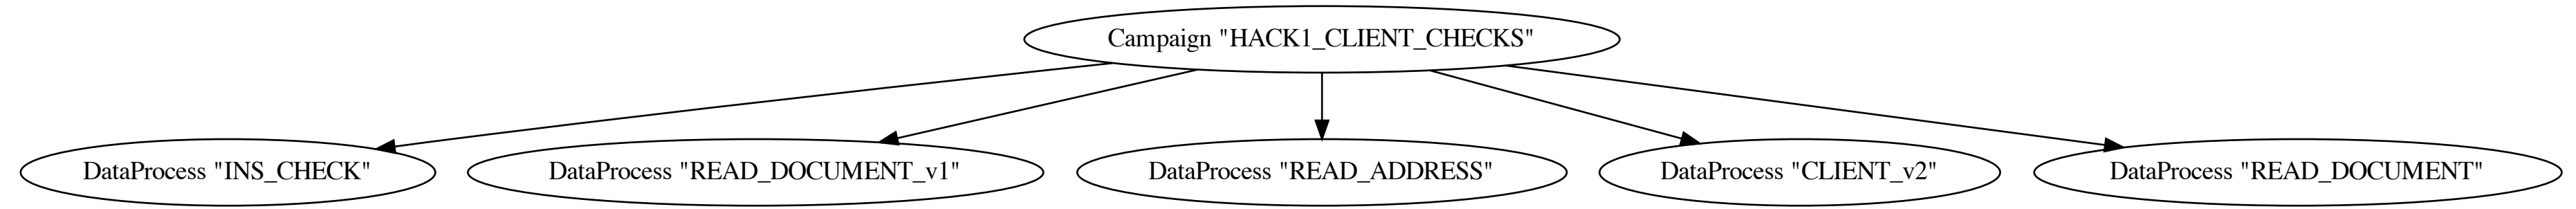 Campaign "HACK1_CLIENT_CHECKS"
DataProcess "INS_CHECK"
DataProcess "READ_DOCUMENT_v1"
DataProcess "READ_ADDRESS"
DataProcess "CLIENT_v2"
DataProcess "READ_DOCUMENT"